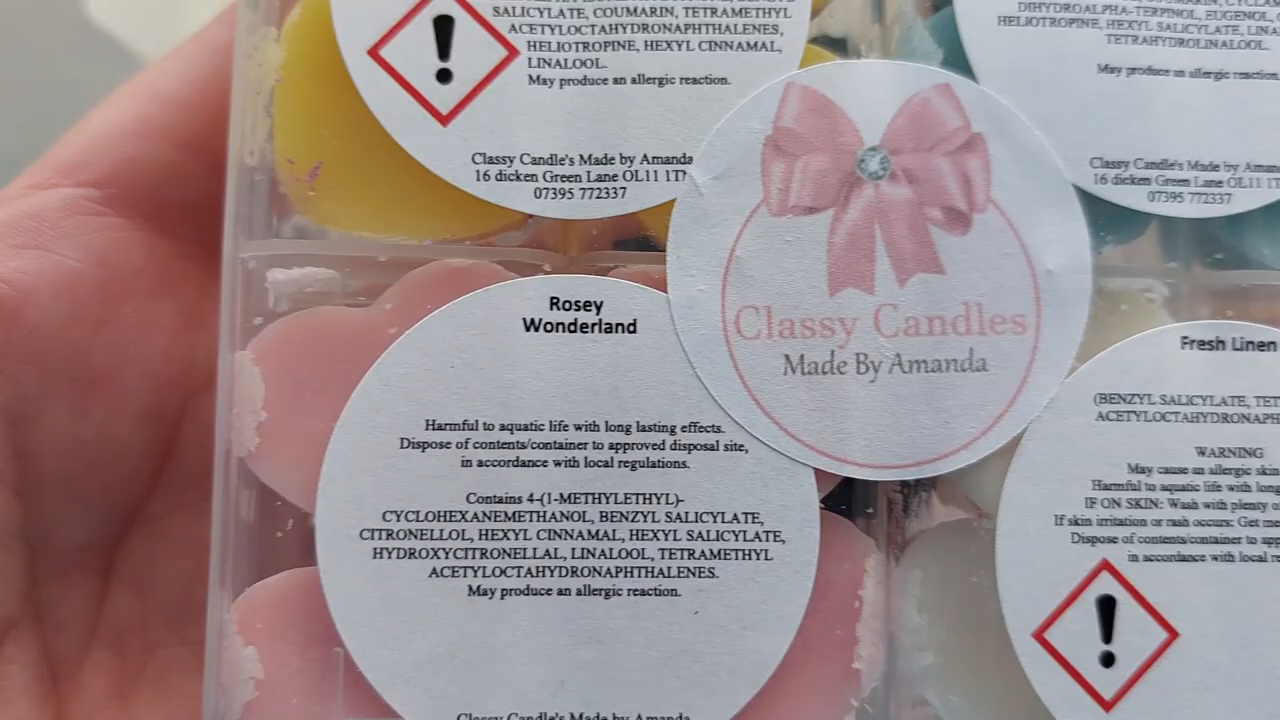 SALICYLATE, COUMARIN, TETRAMETHYL
ACETYLOCTAHYDRONAPHTHALENES,
HELIOTROPINE, HEXYL CINNAMAL,
LINALOOL.
May produce an allergic reaction.
Classy Candle's Made by Amanda
16 dicken Green Lane OL11
07395 772337
DIHYDROALPHA-TERPINOL, EUGENOL,
HELIOTROPINE, HEXYL SALICYLATE,
TETRAHYDROLINALOOL.
May produce an allergic reaction
Classy Candle's Made by
16 dicken Green Lane OL11
07395 772337
Classy Candles
Made By Amanda
Rosey
Wonderland
Harmful to aquatic life with long lasting effects.
Dispose of contents/container to approved disposal site,
in accordance with local regulations.
Contains 4-(1-METHYLETHYL)-
CYCLOHEXANEMETHANOL, BENZYL SALICYLATE,
CITRONELLOL, HEXYL CINNAMAL, HEXYL SALICYLATE,
HYDROXYCITRONELLAL, LINALOOL, TETRAMETHYL
ACETYLOCTAHYDRONAPHTHALENES.
May produce an allergic reaction.
Classy Candle's Made by Amanda
Fresh Linen
(BENZYL SALICYLATE,
WARNING
May cause an allergic skin
Harmful to aquatic life with
IF ON SKIN: Wash with plenty
If skin irritation or rash occurs: Get
Dispose of contents/container to
in accordance with local